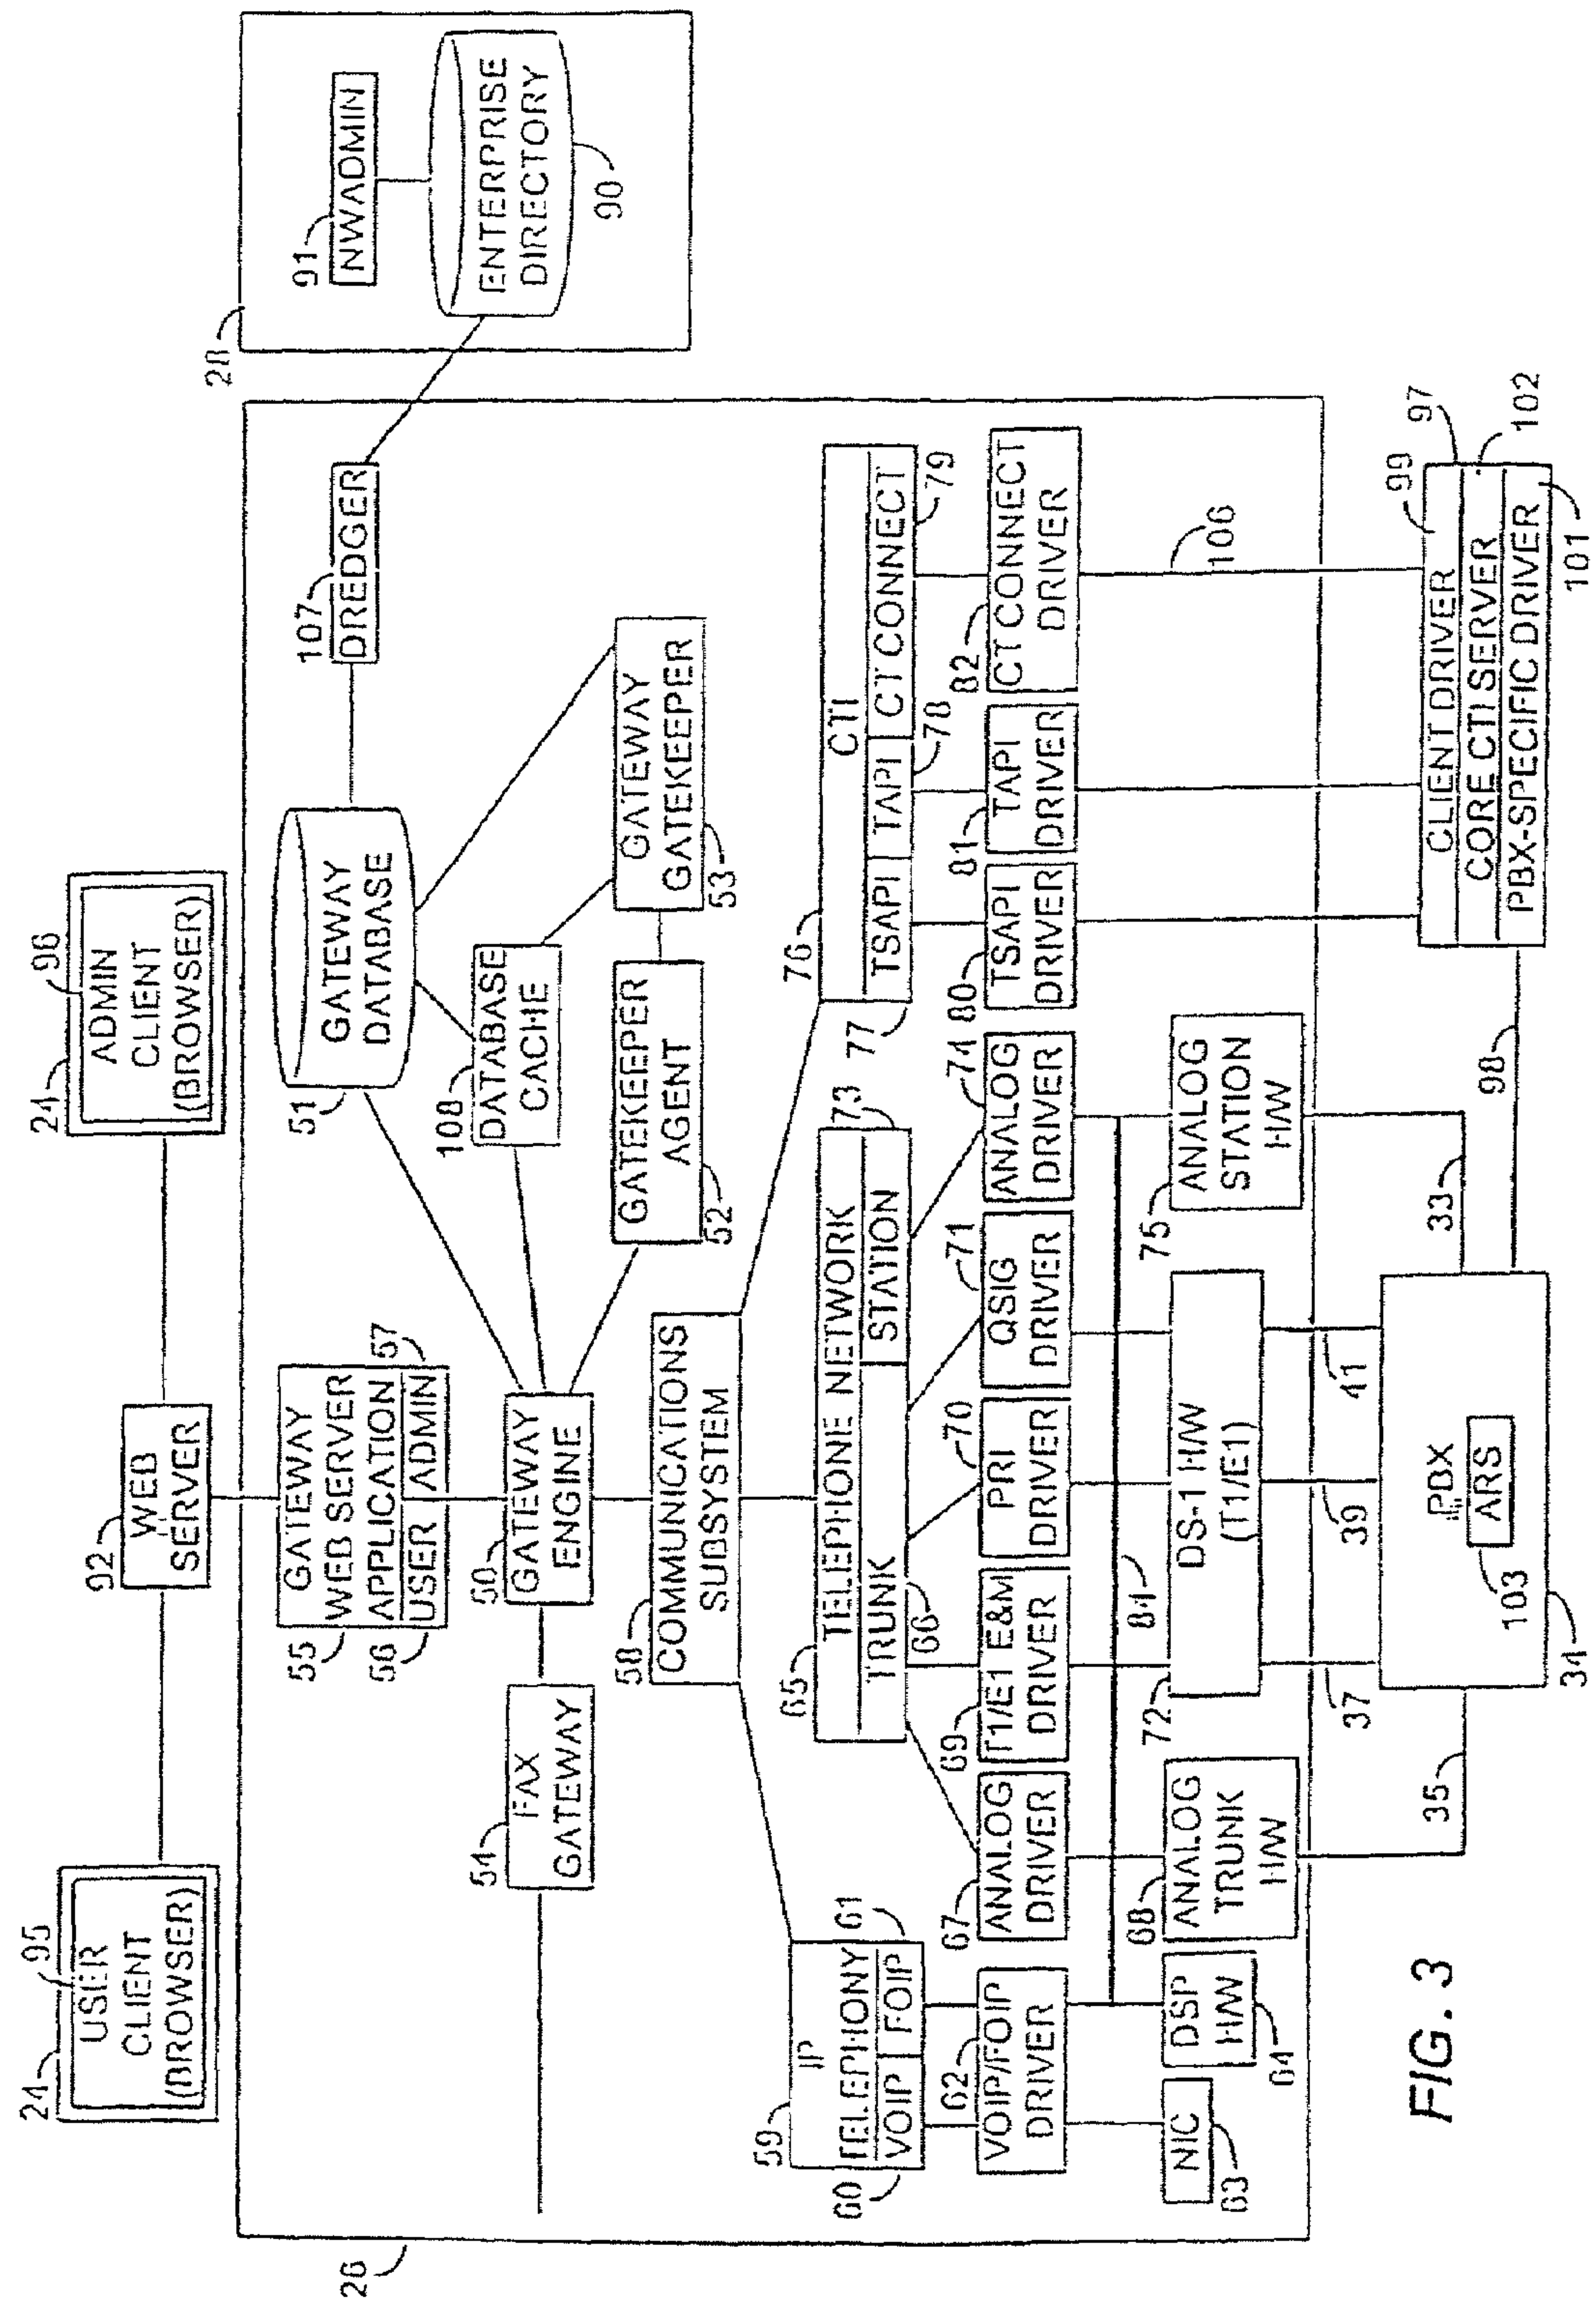 24
95
USER
CLIENT
(BROWSER)
92
WEB
SERVER
24
96
ADMIN
CLIENT
(BROWSER)
26
55
GATEWAY
WEB SERVER
APPLICATION
56
USER
ADMIN
57
51
GATEWAY
DATABASE
107
DREDGER
28
91
NWADMIN
ENTERPRISE
DIRECTORY
90
54
FAX
GATEWAY
50
GATEWAY
ENGINE
108
DATABASE
CACHE
GATEKEEPER
AGENT
52
GATEWAY
GATEKEEPER
53
58
COMMUNICATIONS
SUBSYSTEM
59
IP
TELEPHONY
60
VOIP
FOIP
61
65
TELEPHONE NETWORK
TRUNK
66
STATION
73
76
CTI
77
TSAPI
TAPI
78
CT CONNECT
79
62
VOIP/FOIP
DRIVER
67
ANALOG
DRIVER
69
T1/E1 E&M
DRIVER
70
PRI
DRIVER
71
QSIG
DRIVER
74
ANALOG
DRIVER
80
TSAPI
DRIVER
81
TAPI
DRIVER
82
CT CONNECT
DRIVER
84
106
NIC
63
DSP
H/W
64
68
ANALOG
TRUNK
H/W
72
DS-1 H/W
(T1/E1)
75
ANALOG
STATION
H/W
35
37
39
41
33
98
PBX
ARS
103
34
99
97
CLIENT DRIVER
CORE CTI SERVER
102
PBX-SPECIFIC DRIVER
101
FIG. 3